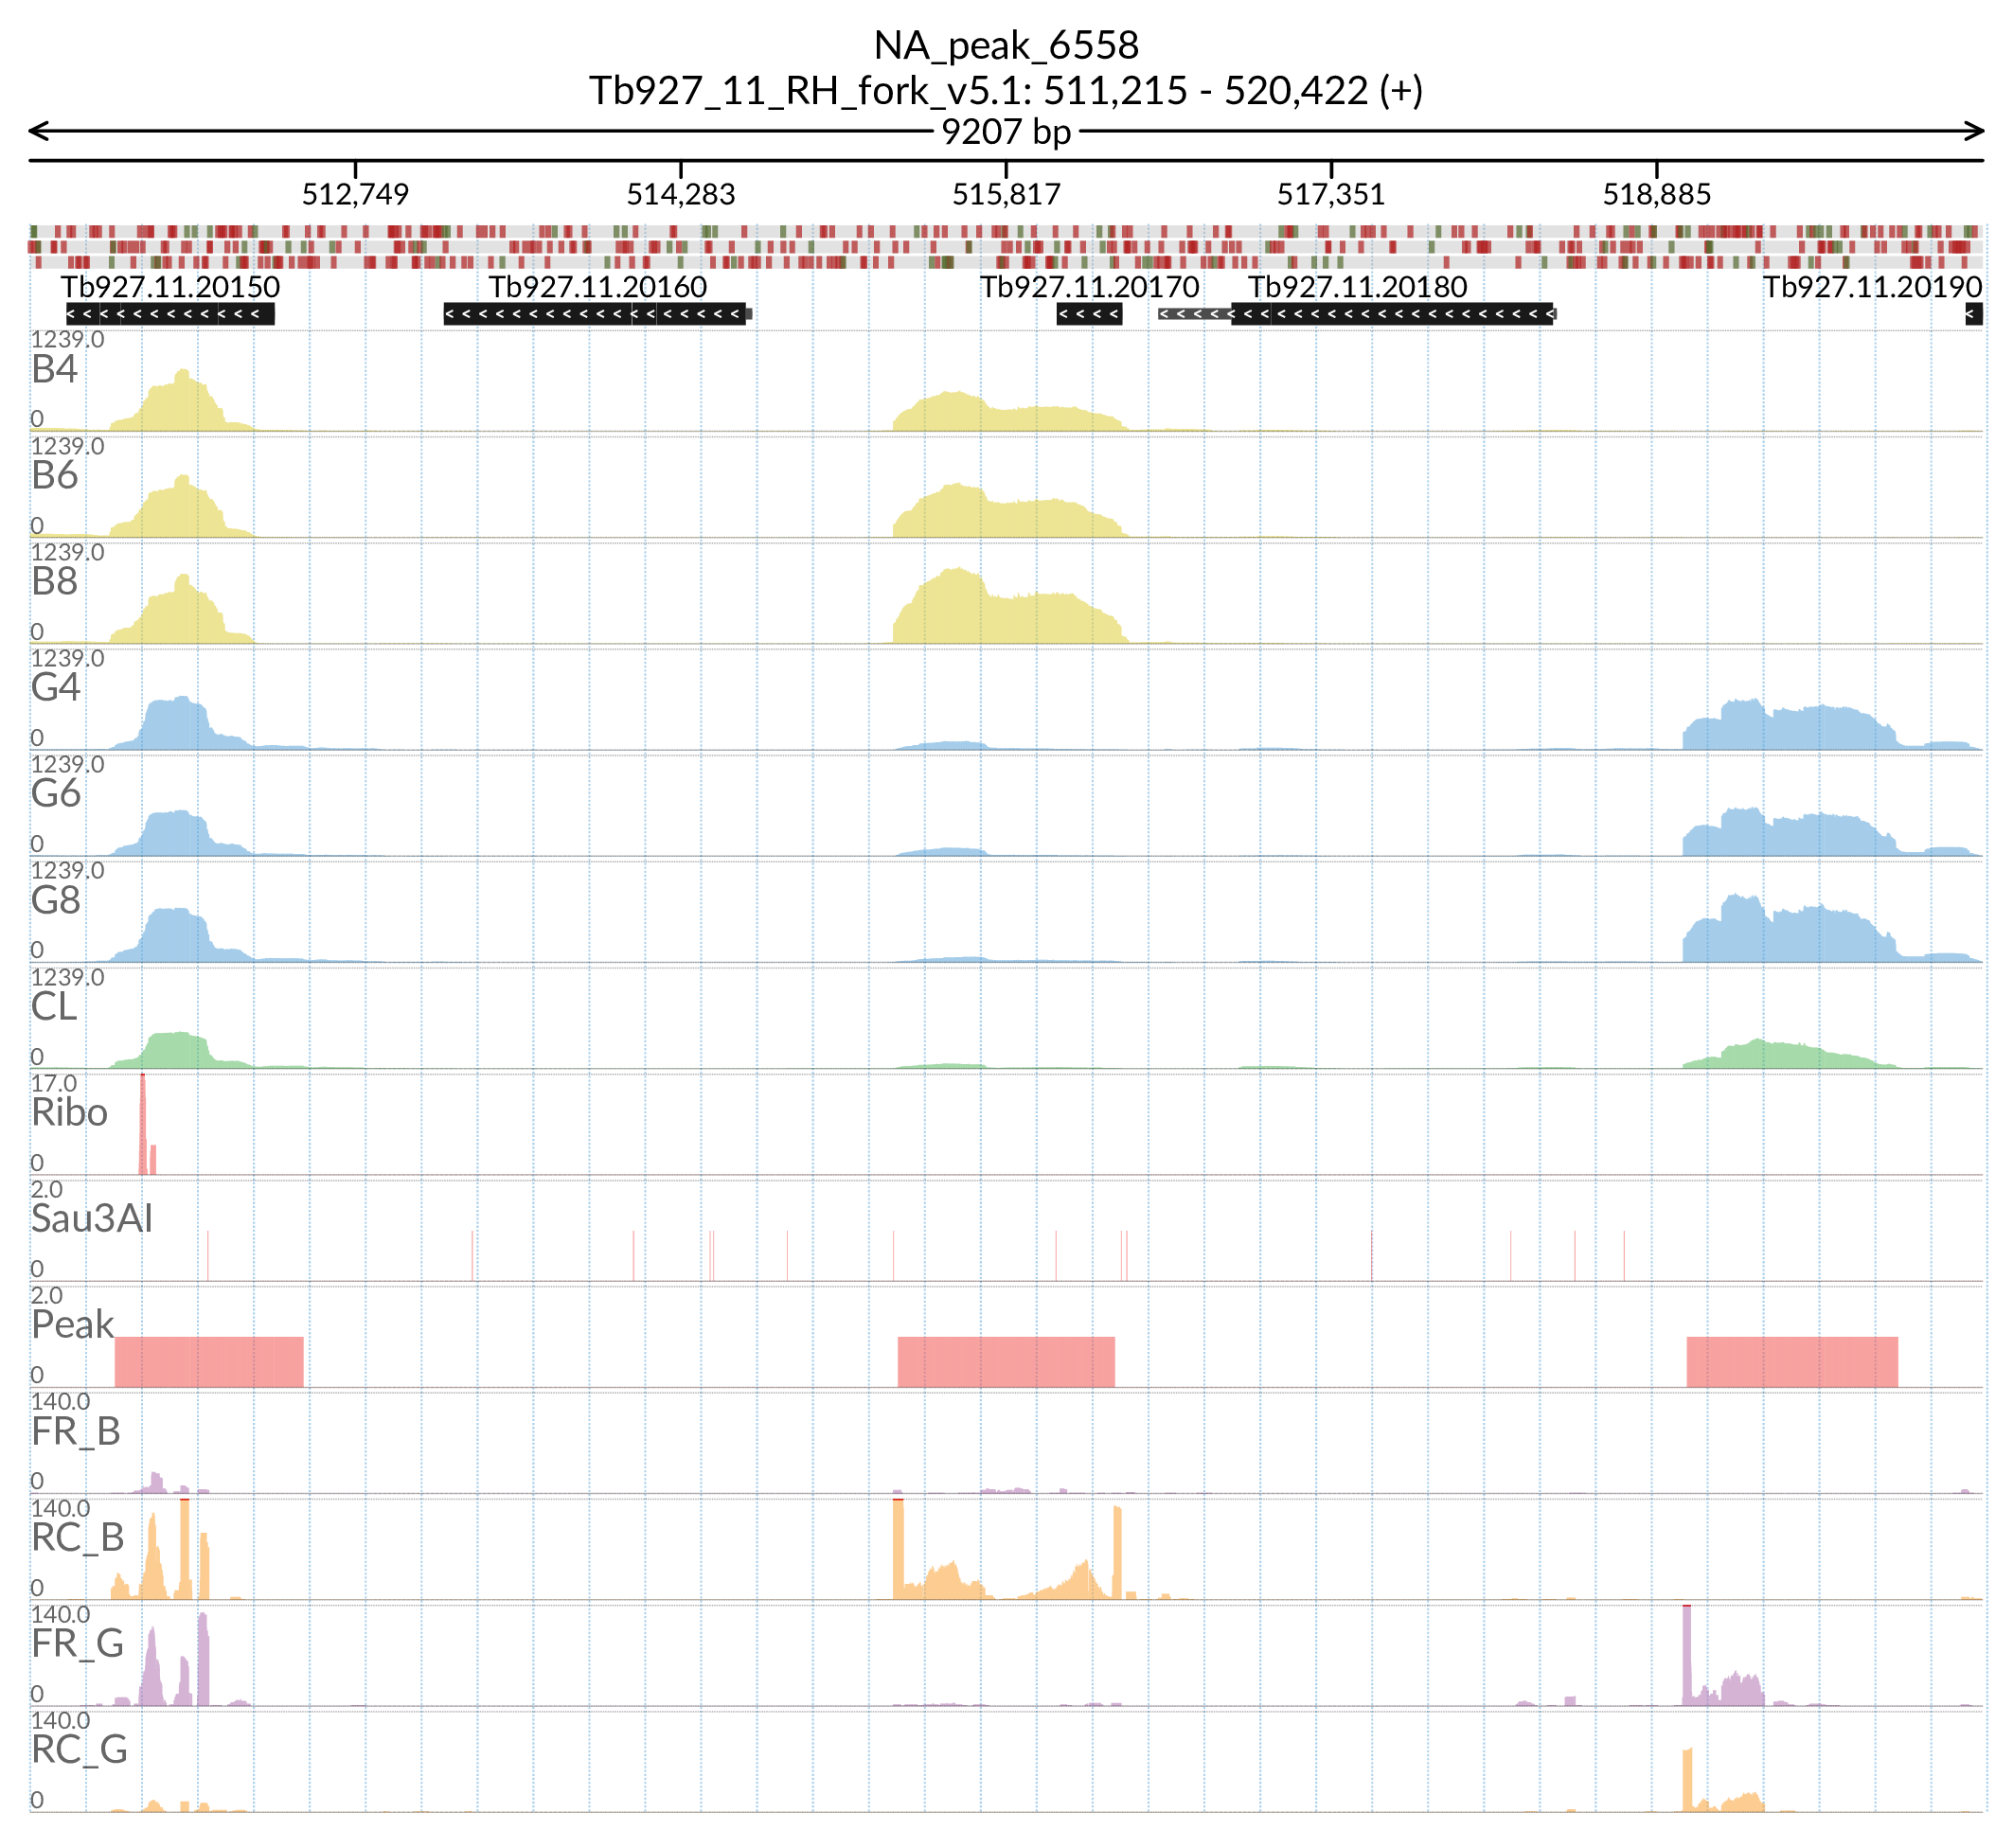 NA_peak_6558
Tb927_11_RH_fork_v5.1: 511,215 - 520,422 (+)
9207 bp
512,749 514,283 515,817 517,351 518,885
Tb927.11.20150 Tb927.11.20160 Tb927.11.20170 Tb927.11.20180 Tb927.11.20190
1239.0
B4
0
1239.0
B6
0
1239.0
B8
0
1239.0
G4
0
1239.0
G6
0
1239.0
G8
0
1239.0
CL
0
17.0
Ribo
0
2.0
Sau3AI
0
2.0
Peak
0
140.0
FR_B
0
140.0
RC_B
0
140.0
FR_G
0
140.0
RC_G
0